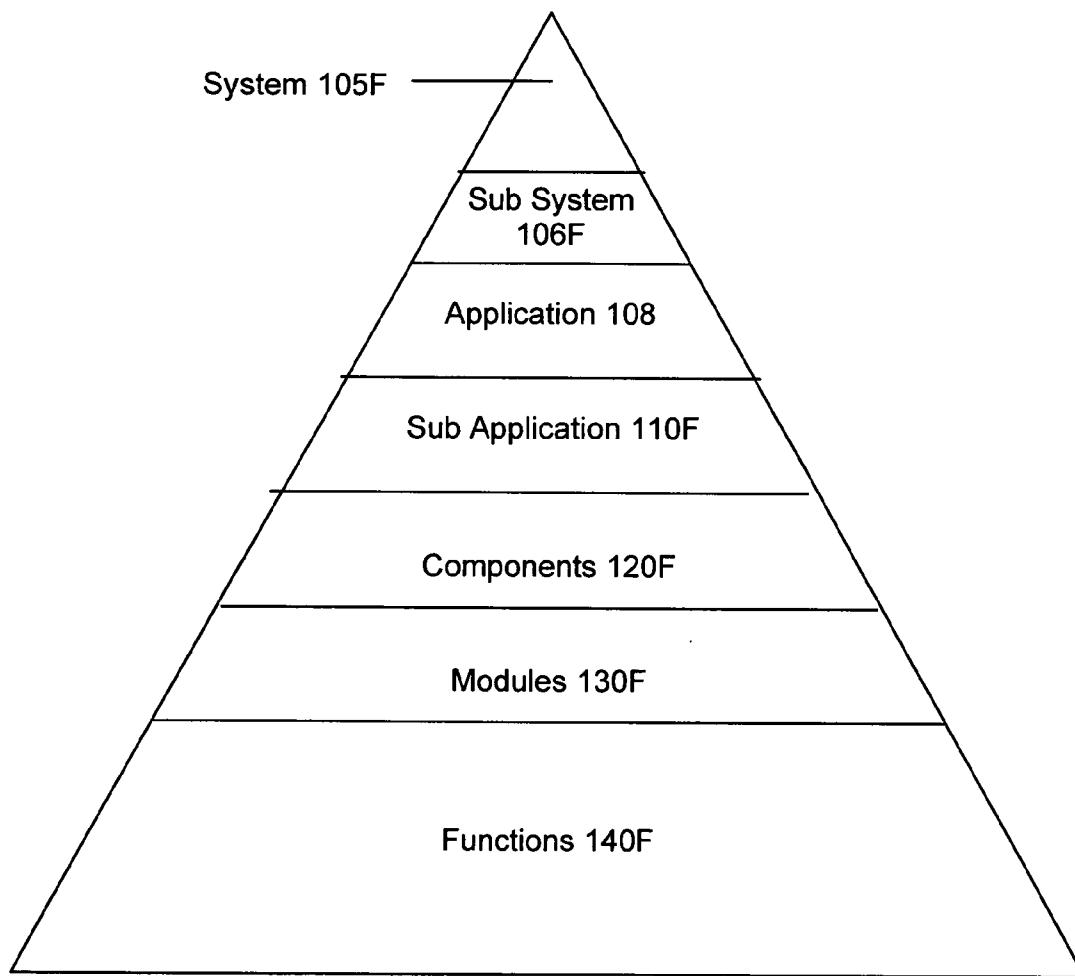 System 105F
Sub System
106F
Application 108
Sub Application 110F
Components 120F
Modules 130F
Functions 140F